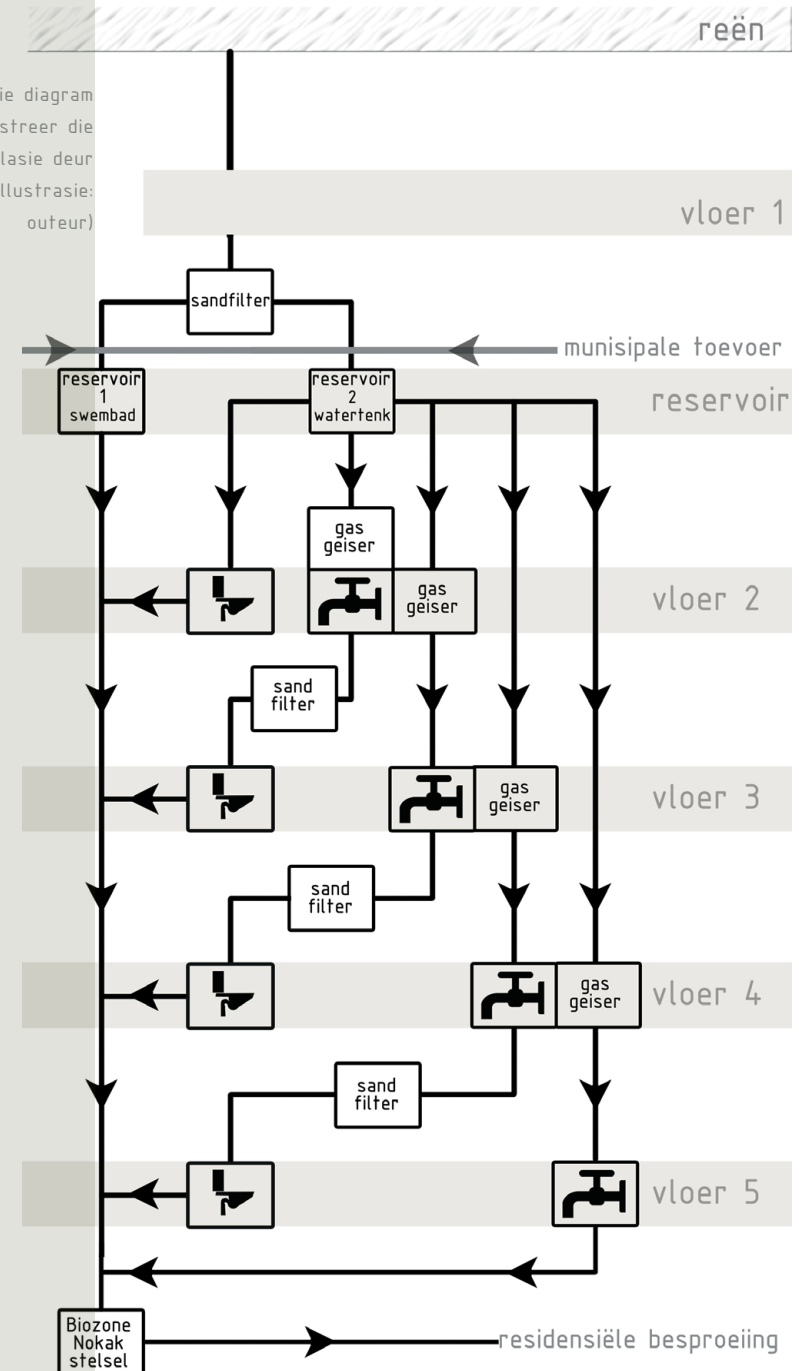 reën
ie diagram
streer die
lasie deur
llustrasie:
outeur)
vloer 1
sandfilter
munisipale toevoer
reservoir
1
swembad
reservoir
2
watertenk
reservoir
gas
geiser
gas
geiser
vloer 2
sand
filter
gas
geiser
vloer 3
sand
filter
gas
geiser
vloer 4
sand
filter
vloer 5
Biozone
Nokak
stelsel
residensiële besproeiing